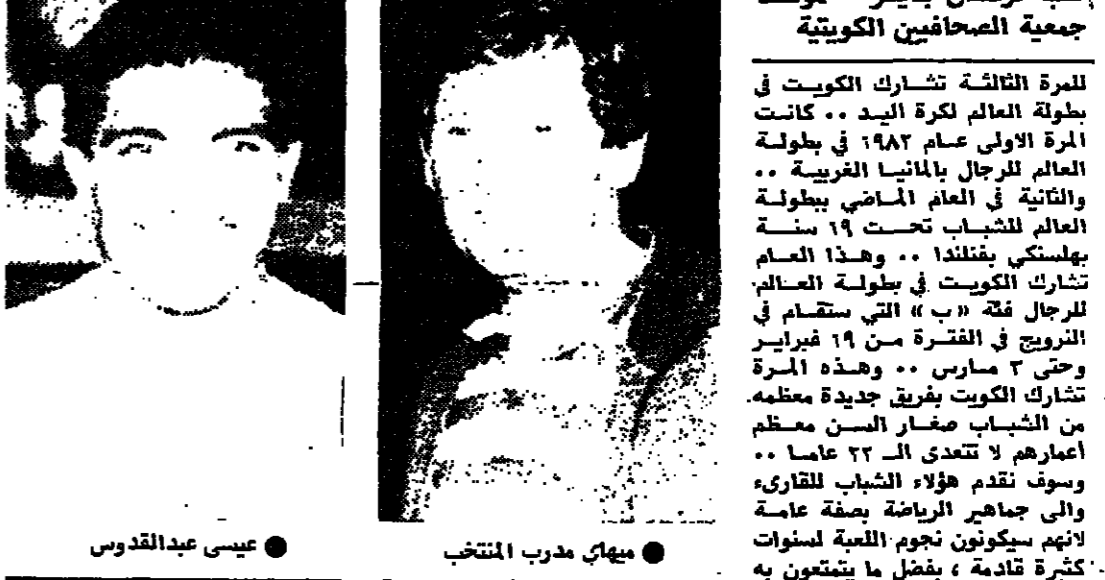 جمعية الصحافيين الكويتية
للمرة الثالثة تشارك الكويت في
بطولة العالم لكرة اليد .. كانت
المرة الاولى عام ١٩٨٢ في بطولة
العالم للرجال بالمانيا الغربية ..
والثانية في العام الماضي ببطولة
العالم للشباب تحت ١٩ سنة
بهلسنكي بفنلندا .. وهذا العام
تشارك الكويت في بطولة العالم
للرجال فئة « ب » التي ستقام في
النرويج في الفترة من ١٩ فبراير
وحتى ٣ مارس .. وهذه المرة
تشارك الكويت بفريق جديدة معظمه
من الشباب صغار السن معظم
أعمارهم لا تتعدى الـ ٢٢ عاما ..
وسوف نقدم هؤلاء الشباب للقارىء
والى جماهير الرياضة بصفة عامة
لانهم سيكونون نجوم اللعبة لسنوات
كثيرة قادمة ، بفضل ما يتمتعون به
● ميهاي مدرب المنتخب
● عيسى عبدالقدوس